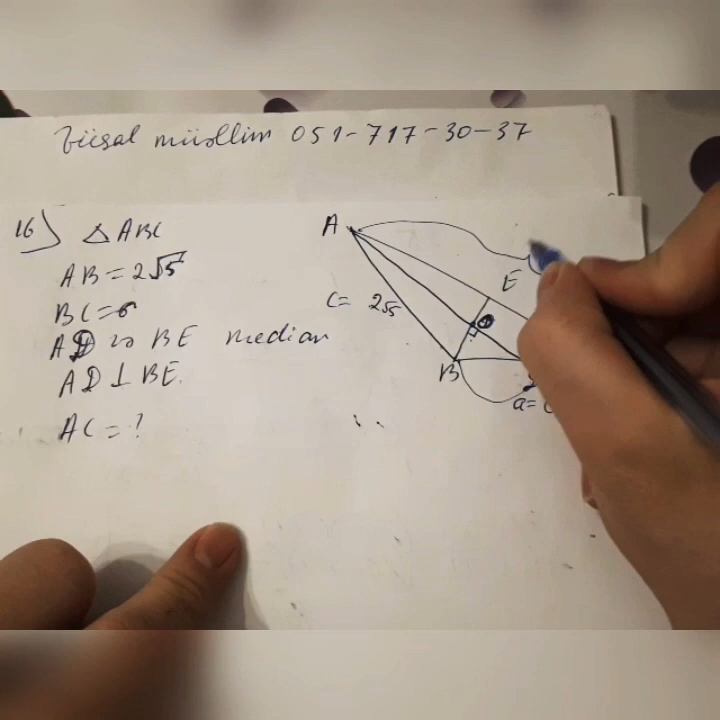 Vüsal müəllim 051-717-30-37
16) △ABC
AB = 2√5
BC = 6
AD və BE median
AD ⊥ BE.
AC = ?
A
E
C = 2√5
B
a =